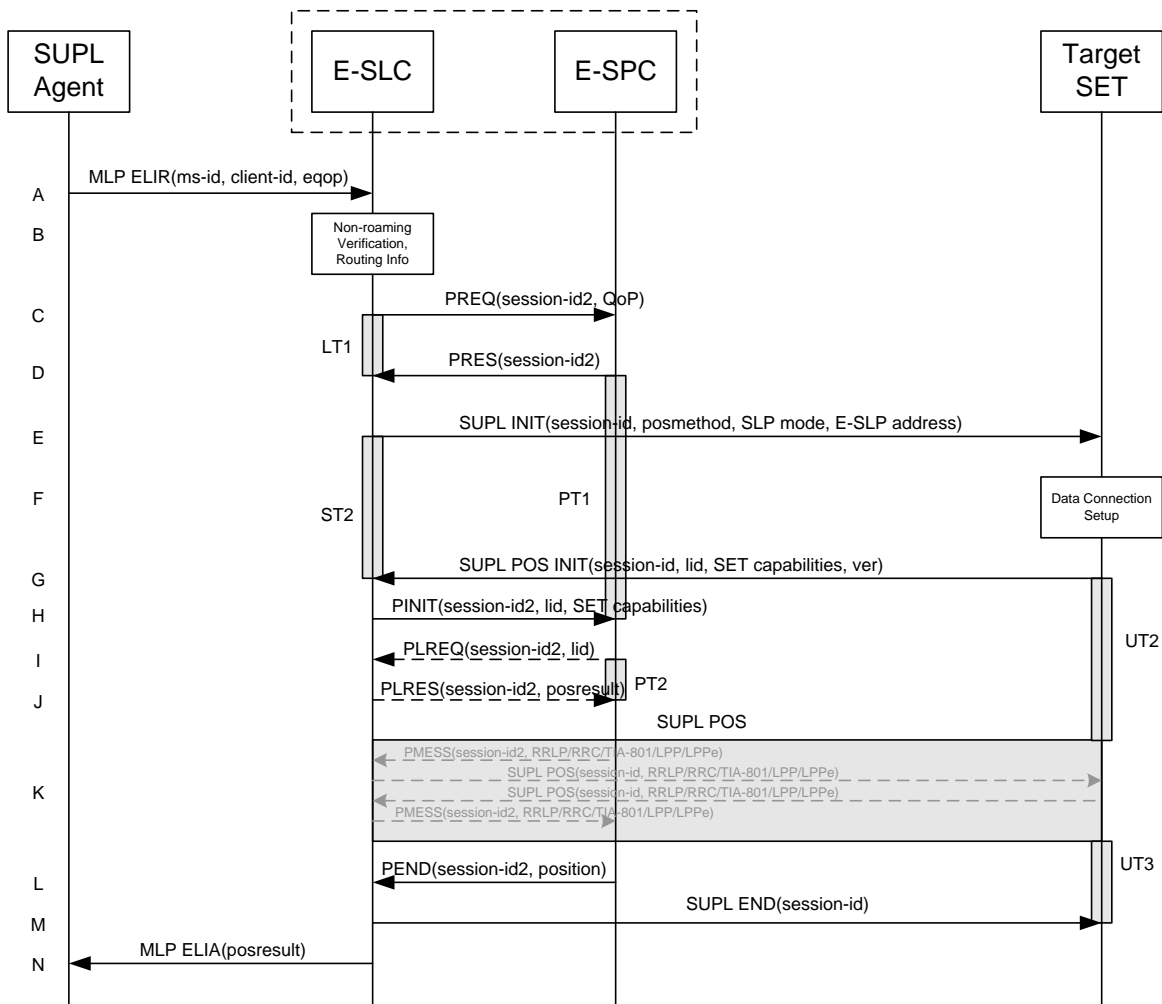 SUPL
Agent
E-SLC
E-SPC
Target
SET
A
MLP ELIR(ms-id, client-id, eqop)
B
Non-roaming
Verification,
Routing Info
C
PREQ(session-id2, QoP)
LT1
D
PRES(session-id2)
E
SUPL INIT(session-id, posmethod, SLP mode, E-SLP address)
F
ST2
PT1
Data Connection
Setup
G
SUPL POS INIT(session-id, lid, SET capabilities, ver)
H
PINIT(session-id2, lid, SET capabilities)
I
PLREQ(session-id2, lid)
UT2
J
PLRES(session-id2, posresult)
PT2
SUPL POS
K
PMESS(session-id2, RRLP/RRC/TIA-801/LPP/LPPe)
SUPL POS(session-id, RRLP/RRC/TIA-801/LPP/LPPe)
SUPL POS(session-id, RRLP/RRC/TIA-801/LPP/LPPe)
PMESS(session-id2, RRLP/RRC/TIA-801/LPP/LPPe)
L
PEND(session-id2, position)
UT3
M
SUPL END(session-id)
N
MLP ELIA(posresult)